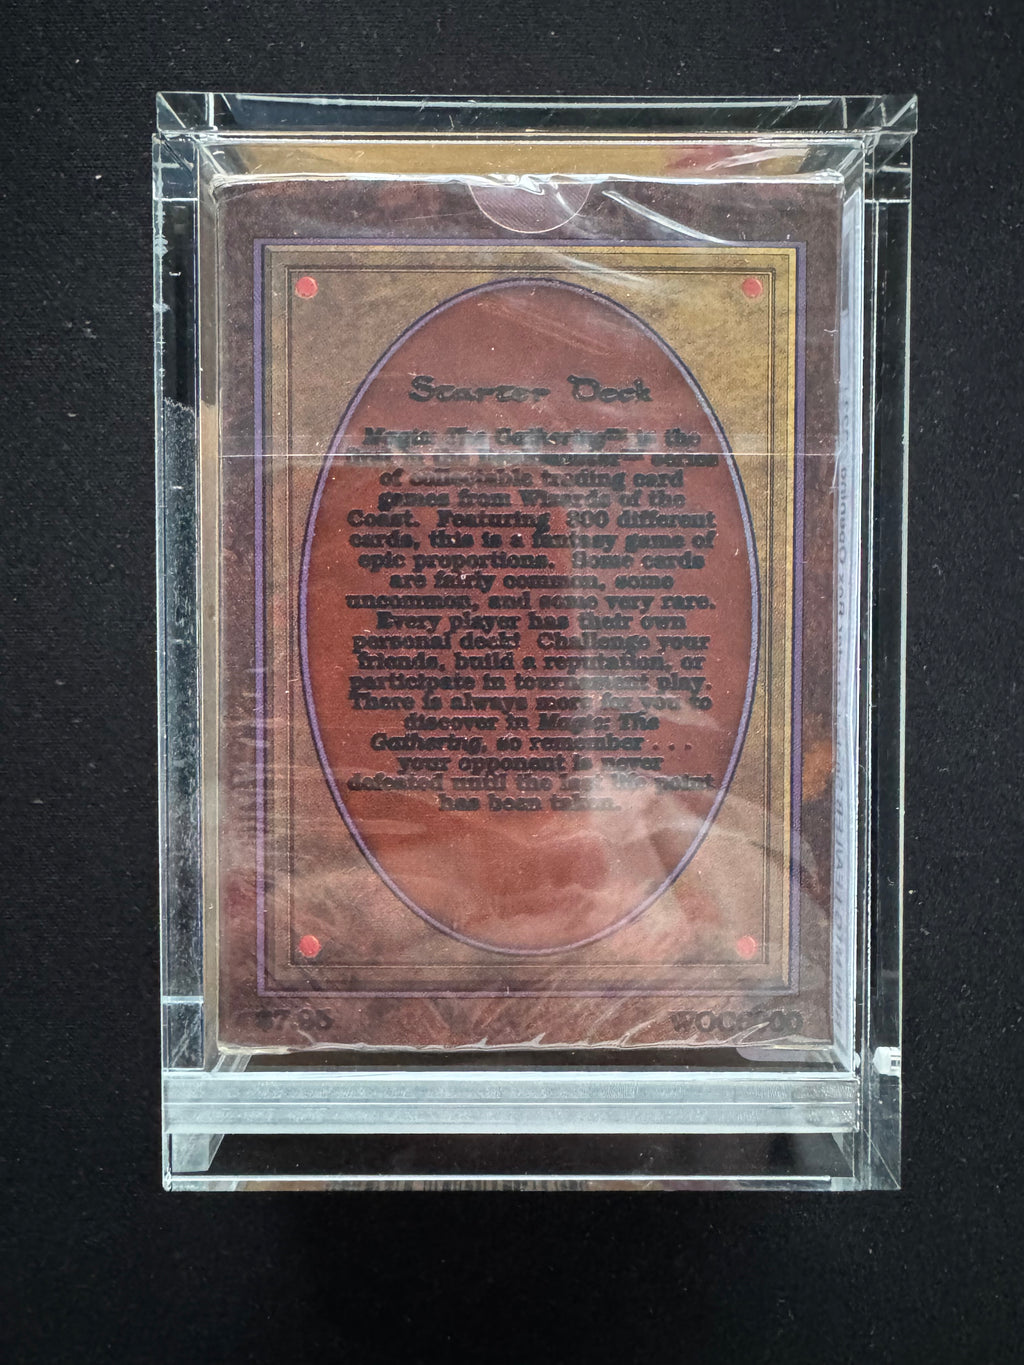 Starter Deck
Magic: The Gathering™ is the
of collectable trading card
games from Wizards of the
Coast. Featuring 300 different
cards, this is a fantasy game of
epic proportions. Some cards
are fairly common, some
uncommon, and some very rare.
Every player has their own
personal deck! Challenge your
friends, build a reputation, or
participate in tournament play.
There is always more for you to
discover in Magic: The
Gathering, so remember . . .
your opponent is never
defeated until the last life point
has been taken.
$7.95